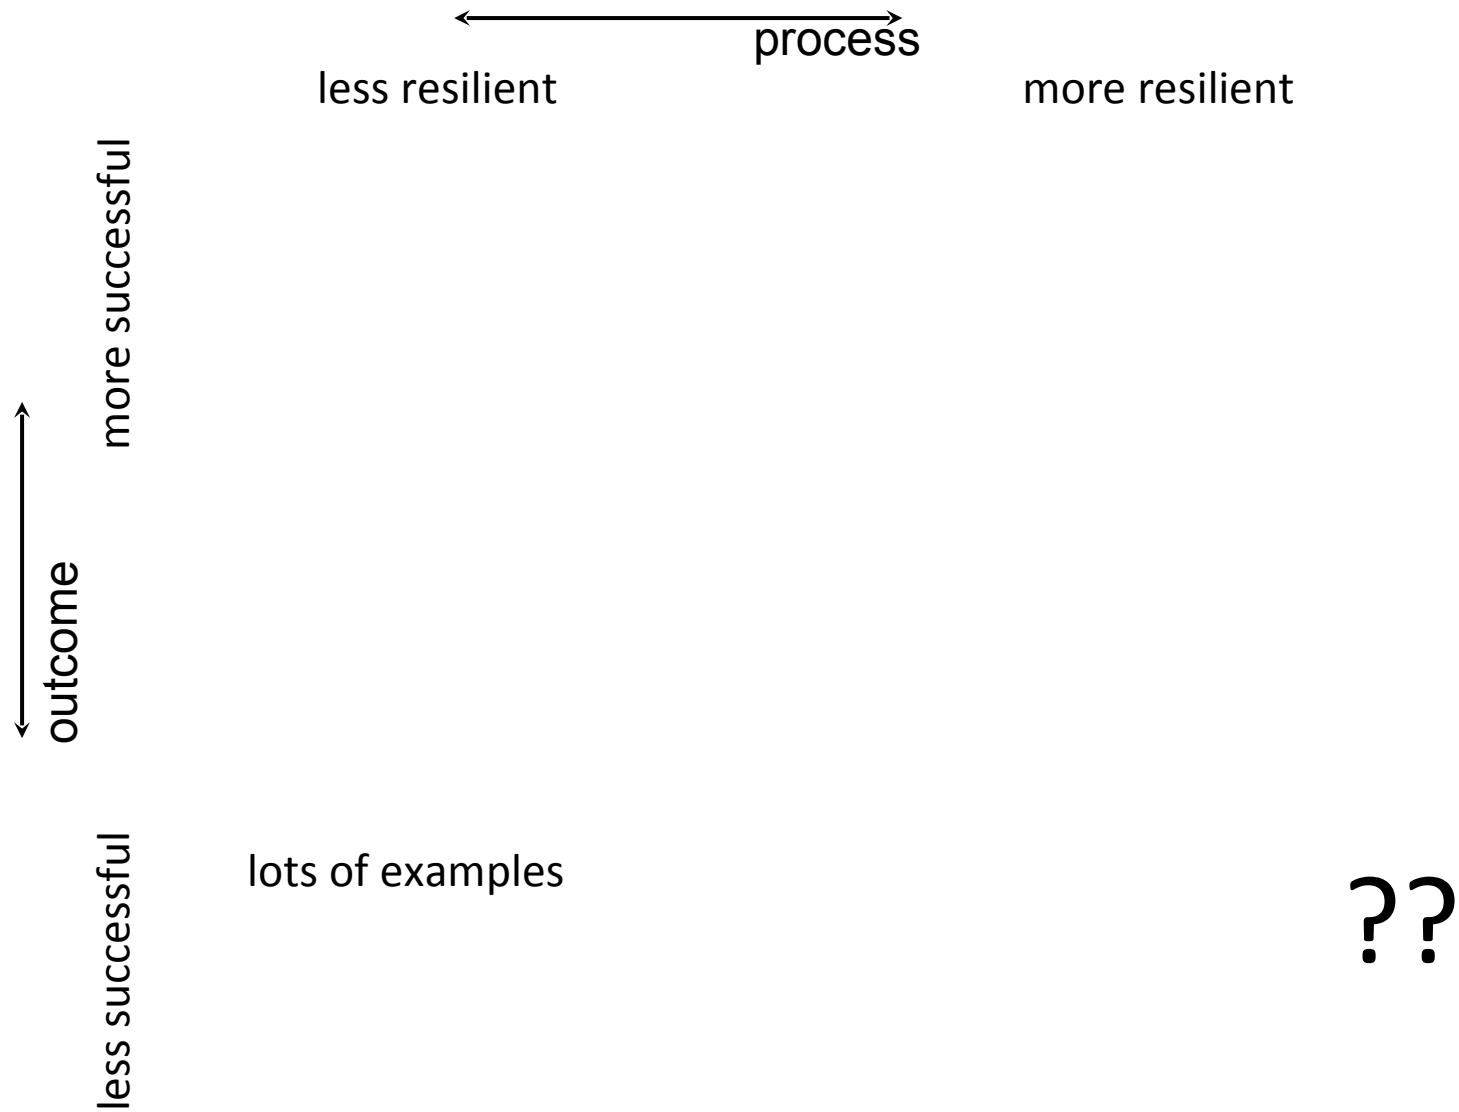 process
less resilient
more resilient
more successful
outcome
less successful
lots of examples
??